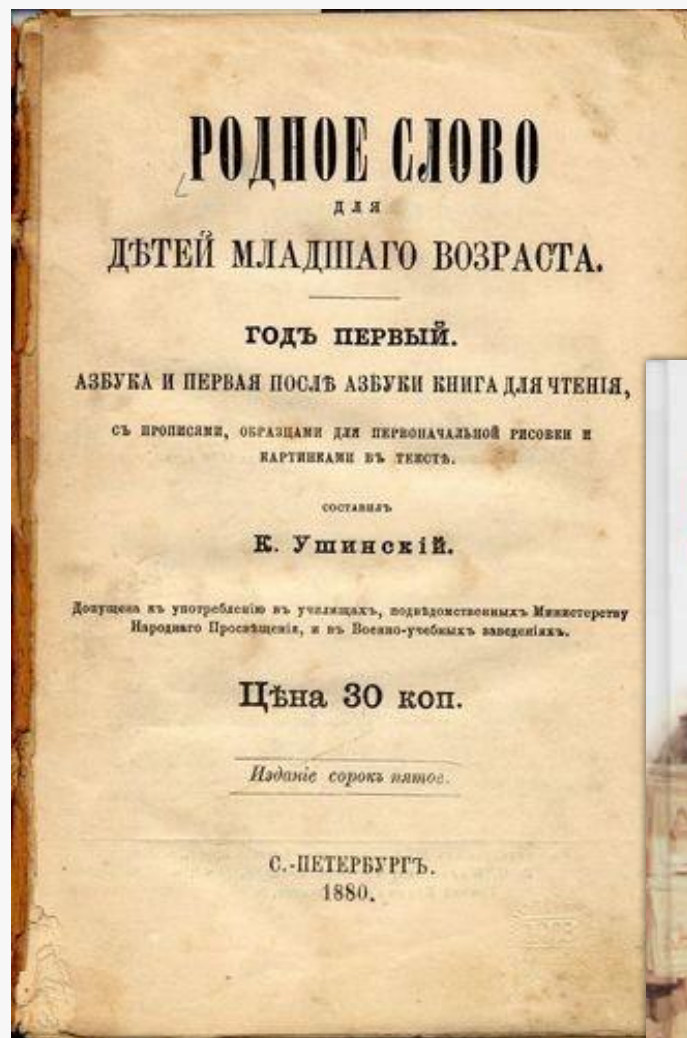 РОДНОЕ СЛОВО
ДЛЯ
ДѢТЕЙ МЛАДШАГО ВОЗРАСТА.
ГОДЪ ПЕРВЫЙ.
АЗБУКА И ПЕРВАЯ ПОСЛѢ АЗБУКИ КНИГА ДЛЯ ЧТЕНІЯ,
СЪ ПРОПИСЯМИ, ОБРАЗЦАМИ ДЛЯ ПЕРВОНАЧАЛЬНОЙ РИСОВКИ И
КАРТИНКАМИ ВЪ ТЕКСТѢ.
СОСТАВИЛЪ
К. Ушинскій.
Допущена къ употребленію въ училищахъ, подвѣдомственныхъ Министерству
Народнаго Просвѣщенія, и въ Военно-учебныхъ заведеніяхъ.
Цѣна 30 коп.
Изданіе сорокъ пятое.
С.-ПЕТЕРБУРГЪ.
1880.